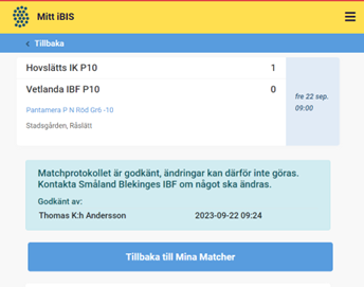 Mitt iBIS
Tillbaka
Hovslätts IK P10 1
Vetlanda IBF P10 0
fre 22 sep.
09:00
Pantamera P N Röd Gr6 -10
Stadsgården, Råslätt
Matchprotokollet är godkänt, ändringar kan därför inte göras.
Kontakta Småland Blekinges IBF om något ska ändras.
Godkänt av:
Thomas K:h Andersson 2023-09-22 09:24
Tillbaka till Mina Matcher